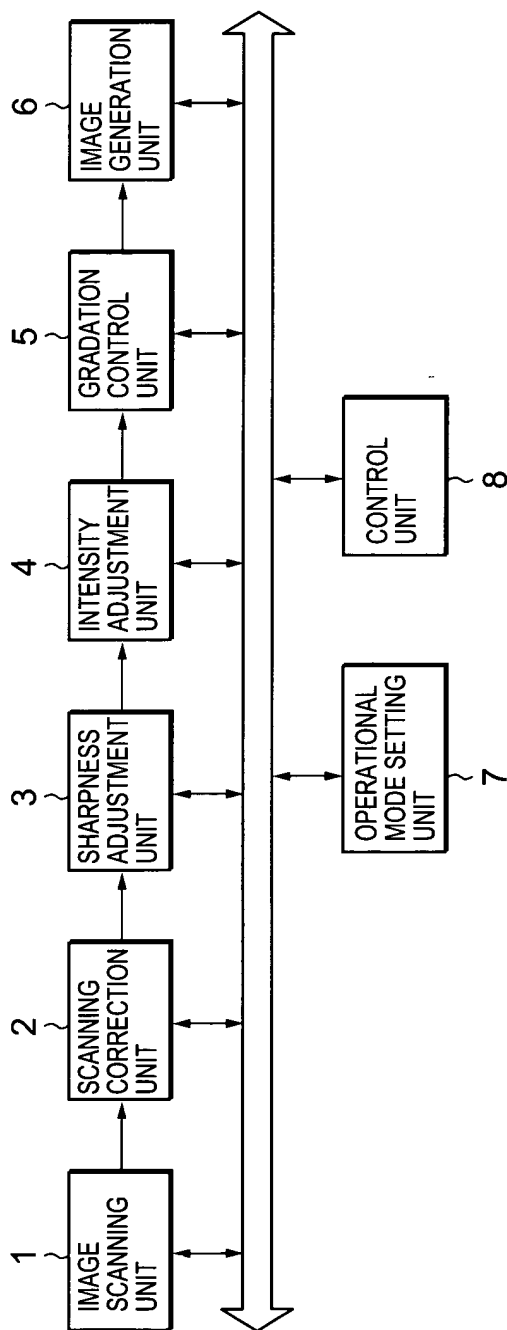 1
IMAGE
SCANNING
UNIT
2
SCANNING
CORRECTION
UNIT
3
SHARPNESS
ADJUSTMENT
UNIT
4
INTENSITY
ADJUSTMENT
UNIT
5
GRADATION
CONTROL
UNIT
6
IMAGE
GENERATION
UNIT
OPERATIONAL
MODE SETTING
UNIT
7
CONTROL
UNIT
8